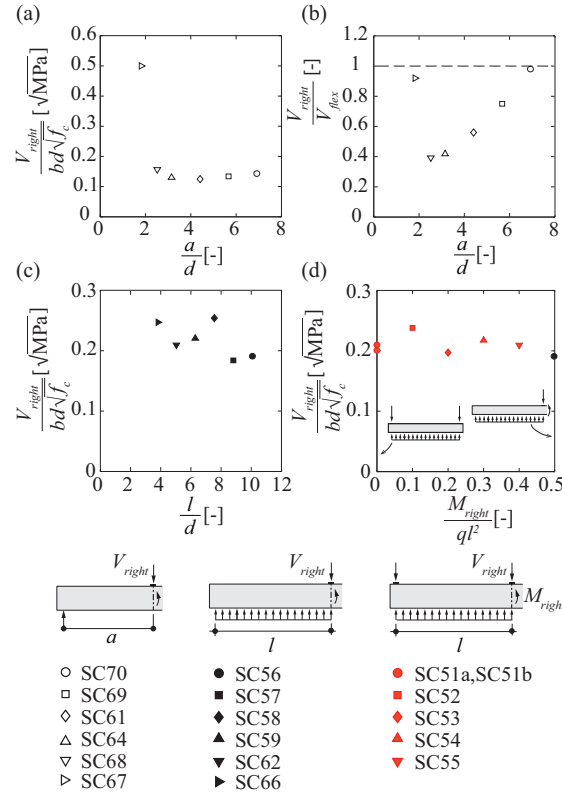 (a)
V_right / bd√f_c [√MPa]
0.6
0.5
0.4
0.3
0.2
0.1
0
0 2 4 6 8
a/d [-]
(b)
V_right / V_flex [-]
1.2
1
0.8
0.6
0.4
0.2
0
0 2 4 6 8
a/d [-]
(c)
V_right / bd√f_c [√MPa]
0.3
0.2
0.1
0
0 2 4 6 8 10 12
l/d [-]
(d)
V_right / bd√f_c [√MPa]
0.3
0.2
0.1
0
0 0.1 0.2 0.3 0.4 0.5
M_right / ql² [-]
V_right
a
V_right
l
V_right
M_righ
l
SC70
SC69
SC61
SC64
SC68
SC67
SC56
SC57
SC58
SC59
SC62
SC66
SC51a,SC51b
SC52
SC53
SC54
SC55